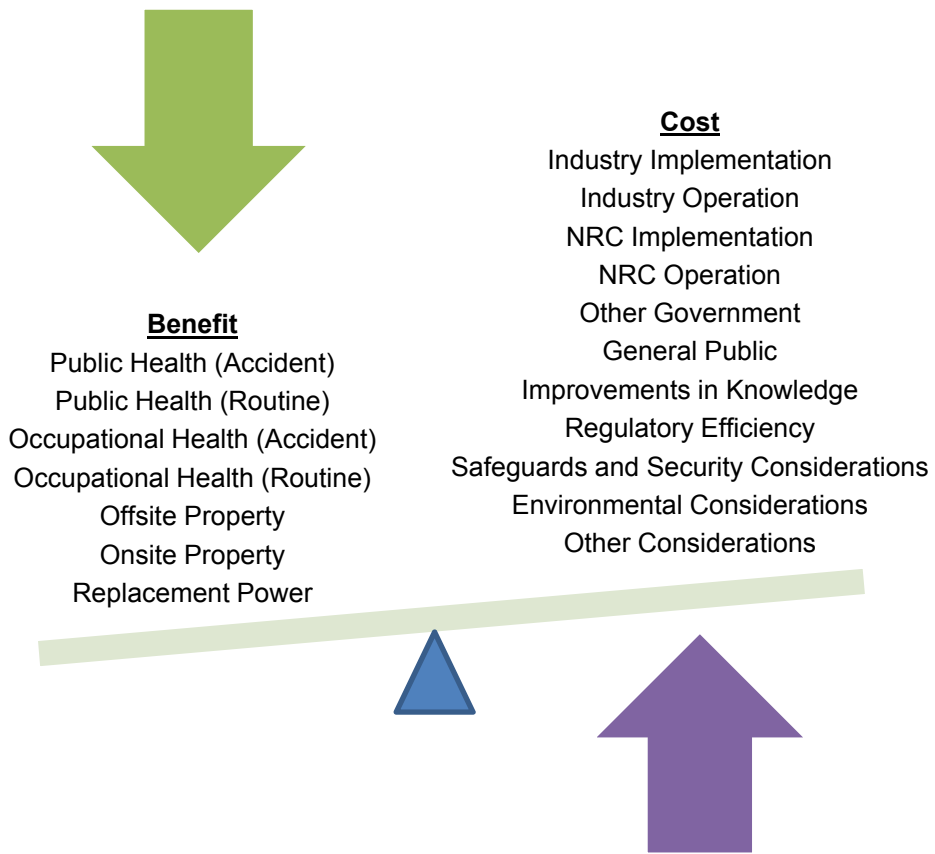 Benefit
Public Health (Accident)
Public Health (Routine)
Occupational Health (Accident)
Occupational Health (Routine)
Offsite Property
Onsite Property
Replacement Power
Cost
Industry Implementation
Industry Operation
NRC Implementation
NRC Operation
Other Government
General Public
Improvements in Knowledge
Regulatory Efficiency
Safeguards and Security Considerations
Environmental Considerations
Other Considerations